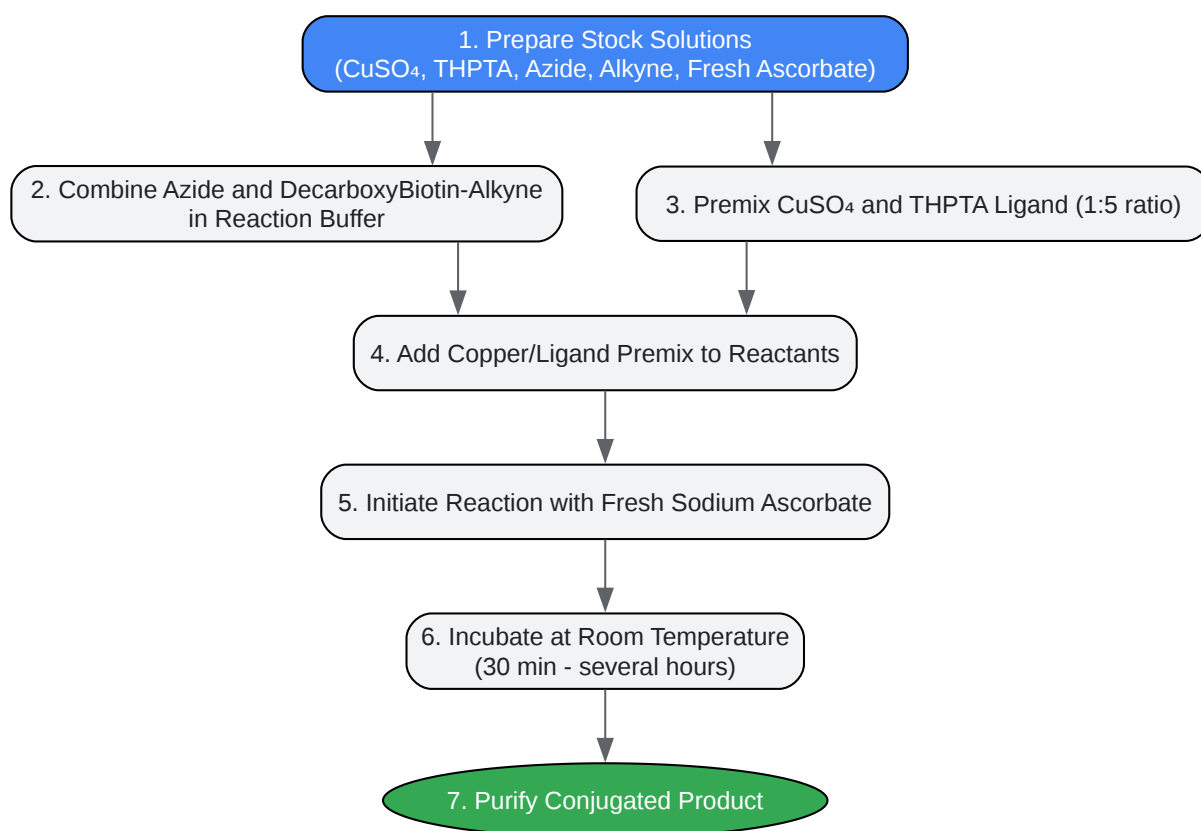 1. Prepare Stock Solutions
(CuSO₄, THPTA, Azide, Alkyne, Fresh Ascorbate)
2. Combine Azide and DecarboxyBiotin-Alkyne
in Reaction Buffer
3. Premix CuSO₄ and THPTA Ligand (1:5 ratio)
4. Add Copper/Ligand Premix to Reactants
5. Initiate Reaction with Fresh Sodium Ascorbate
6. Incubate at Room Temperature
(30 min - several hours)
7. Purify Conjugated Product